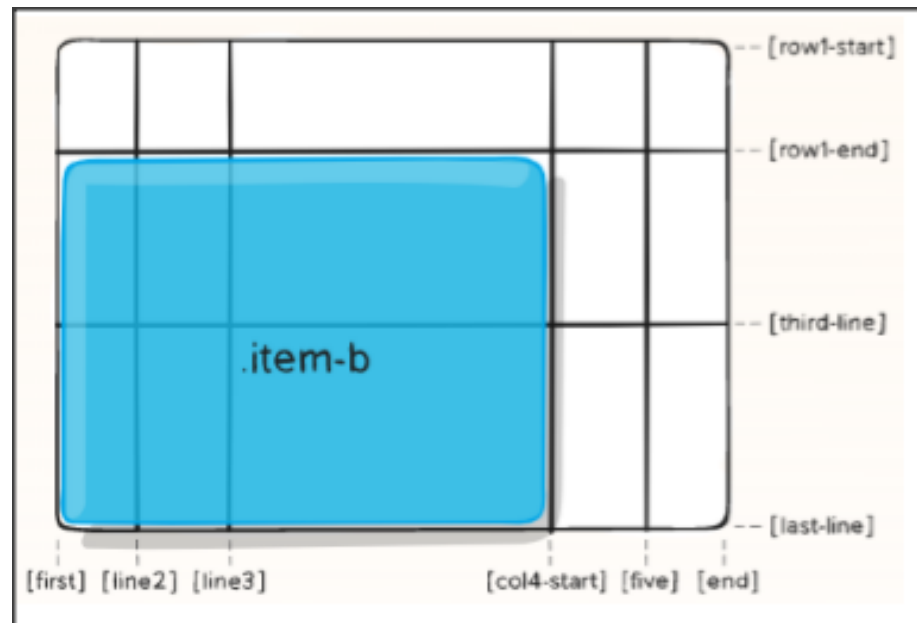 [row1-start]
[row1-end]
[third-line]
.item-b
[last-line]
[first] [line2] [line3] [col4-start] [five] [end]